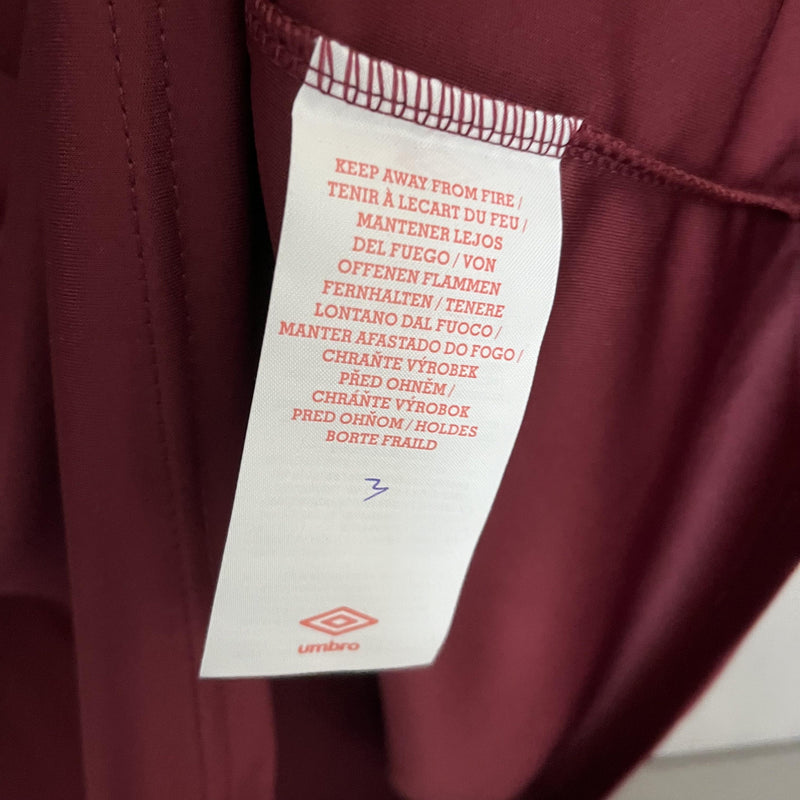 KEEP AWAY FROM FIRE /
TENIR À LECART DU FEU /
MANTENER LEJOS
DEL FUEGO / VON
OFFENEN FLAMMEN
FERNHALTEN / TENERE
LONTANO DAL FUOCO /
MANTER AFASTADO DO FOGO /
CHRAŇTE VÝROBEK
PŘED OHNĚM /
CHRÁŇTE VÝROBOK
PRED OHŇOM / HOLDES
BORTE FRAILD
3
umbro